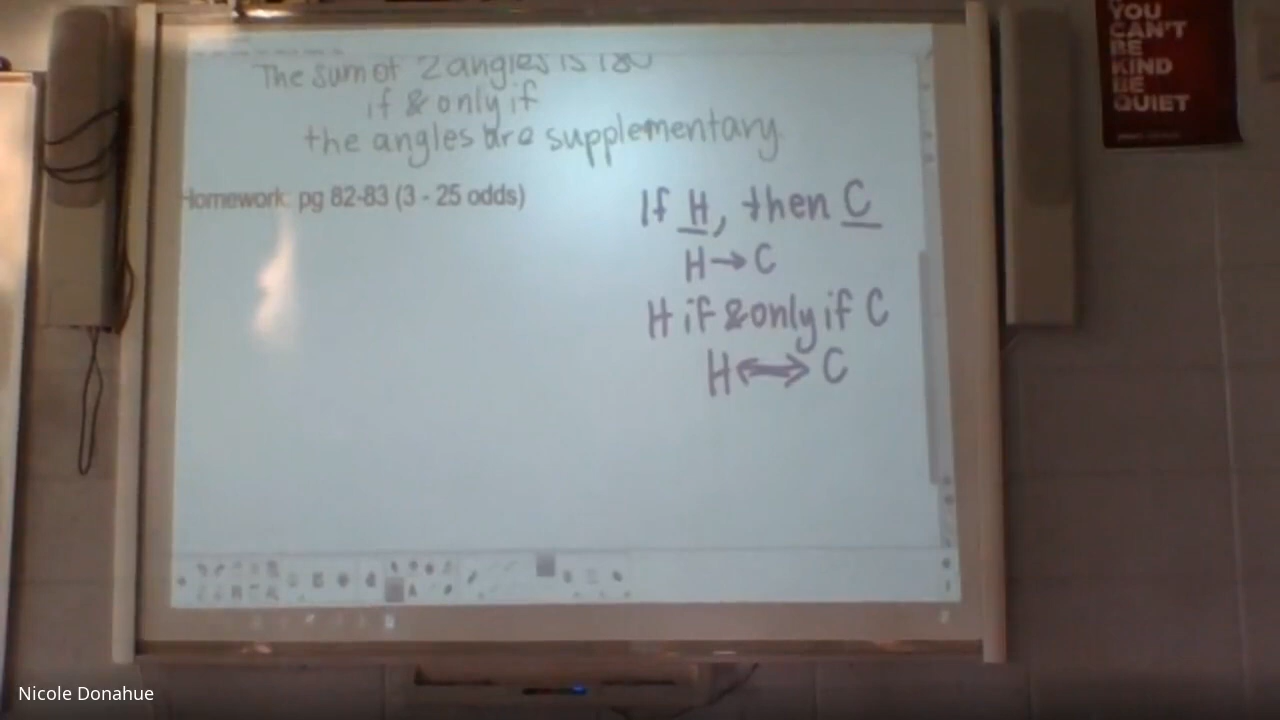 The sum of 2 angles is 180
if & only if
the angles are supplementary
Homework: pg 82-83 (3 - 25 odds)
If H, then C
H→C
H if & only if C
H↔C
YOU
CAN'T
BE
KIND
BE
QUIET
Nicole Donahue